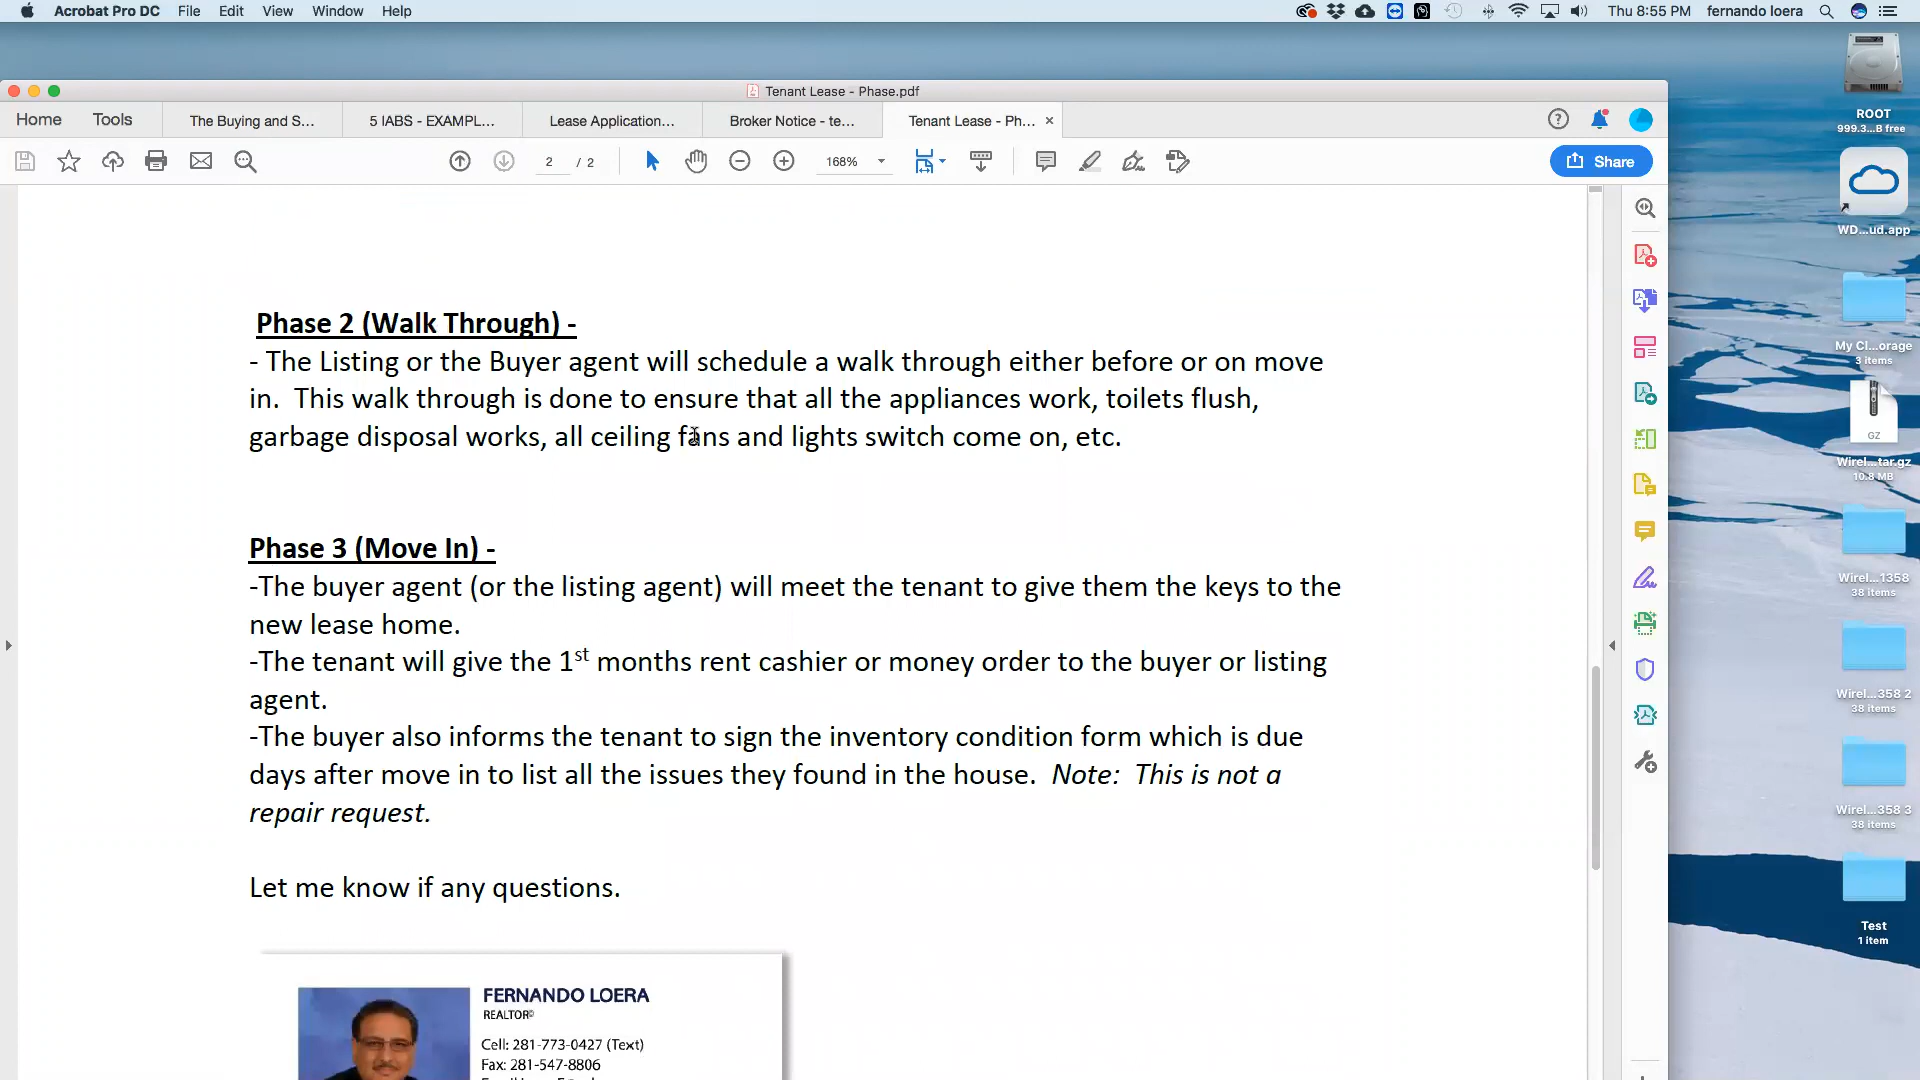 Acrobat Pro DC File Edit View Window Help Thu 8:55 PM fernando loera
Tenant Lease - Phase.pdf
Home Tools The Buying and S... 5 IABS - EXAMPL... Lease Application... Broker Notice - te... Tenant Lease - Ph...
2 / 2 168% Share
ROOT
999.3...B free
WD...ud.app
My Cl...orage
3 items
GZ
Wirel...tar.gz
10.8 MB
Wirel...1358
38 items
Wirel...358 2
38 items
Wirel...358 3
38 items
Test
1 item
Phase 2 (Walk Through) -
- The Listing or the Buyer agent will schedule a walk through either before or on move
in. This walk through is done to ensure that all the appliances work, toilets flush,
garbage disposal works, all ceiling fans and lights switch come on, etc.
Phase 3 (Move In) -
-The buyer agent (or the listing agent) will meet the tenant to give them the keys to the
new lease home.
-The tenant will give the 1st months rent cashier or money order to the buyer or listing
agent.
-The buyer also informs the tenant to sign the inventory condition form which is due
days after move in to list all the issues they found in the house. Note: This is not a
repair request.
Let me know if any questions.
FERNANDO LOERA
REALTOR©
Cell: 281-773-0427 (Text)
Fax: 281-547-8806